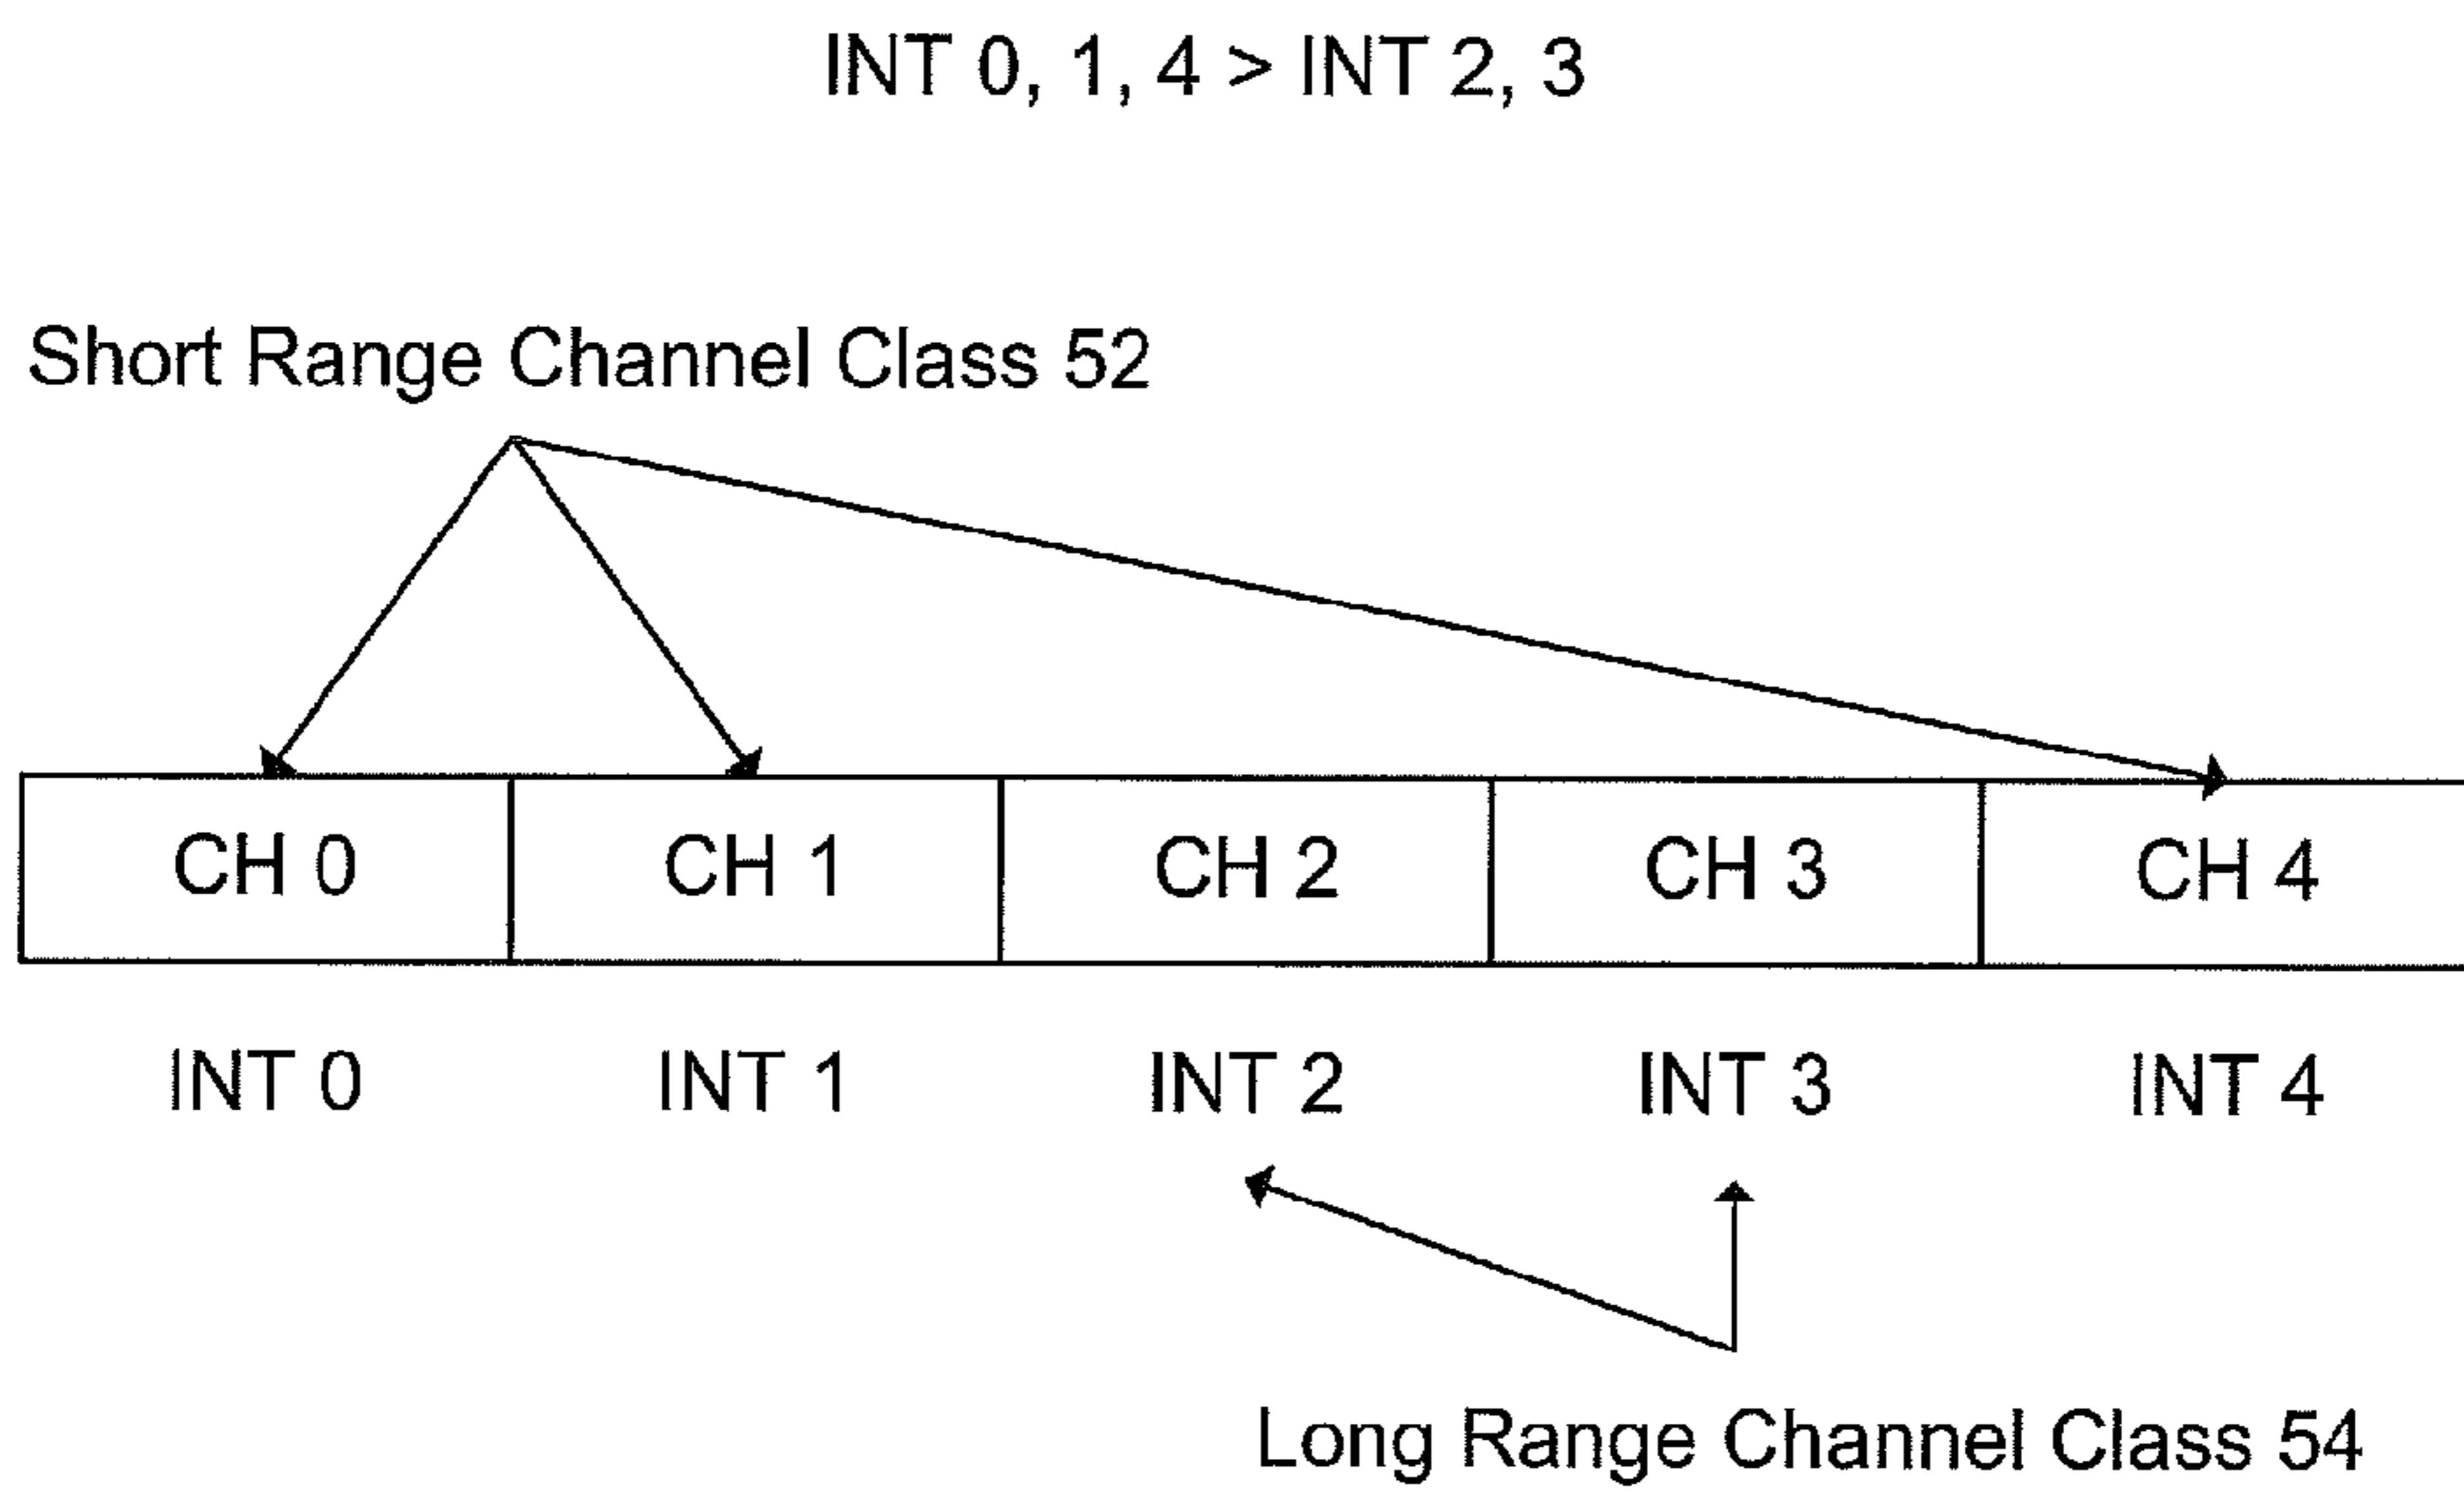 INT 0, 1, 4 > INT 2, 3
Short Range Channel Class 52
CH 0 CH 1 CH 2 CH 3 CH 4
INT 0 INT 1 INT 2 INT 3 INT 4
Long Range Channel Class 54